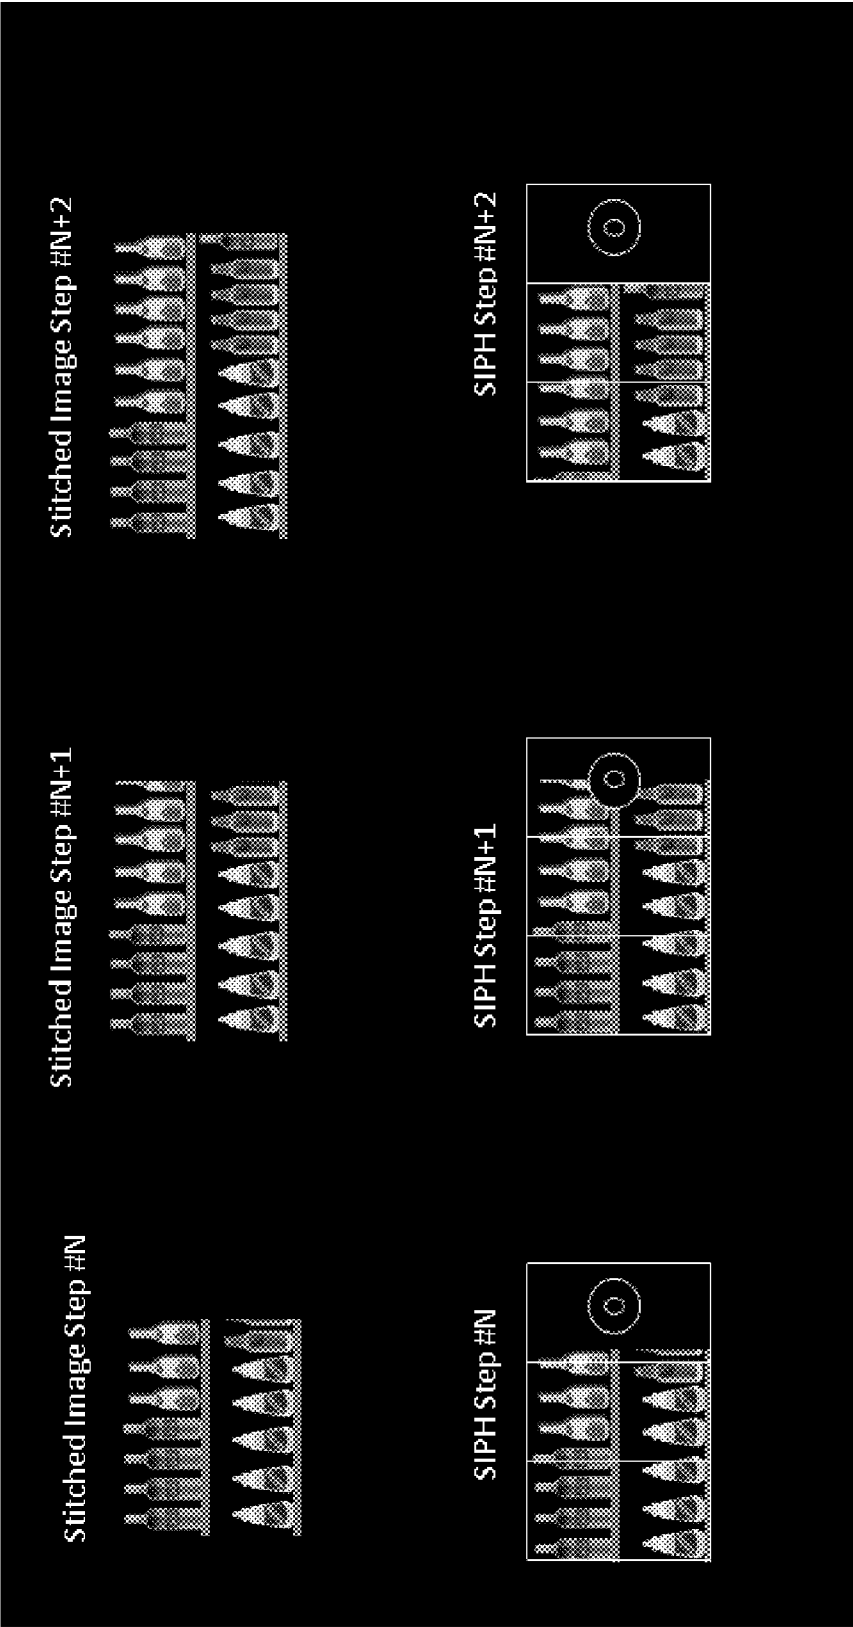 Stitched Image Step #N
Stitched Image Step #N+1
Stitched Image Step #N+2
SIPH Step #N
SIPH Step #N+1
SIPH Step #N+2